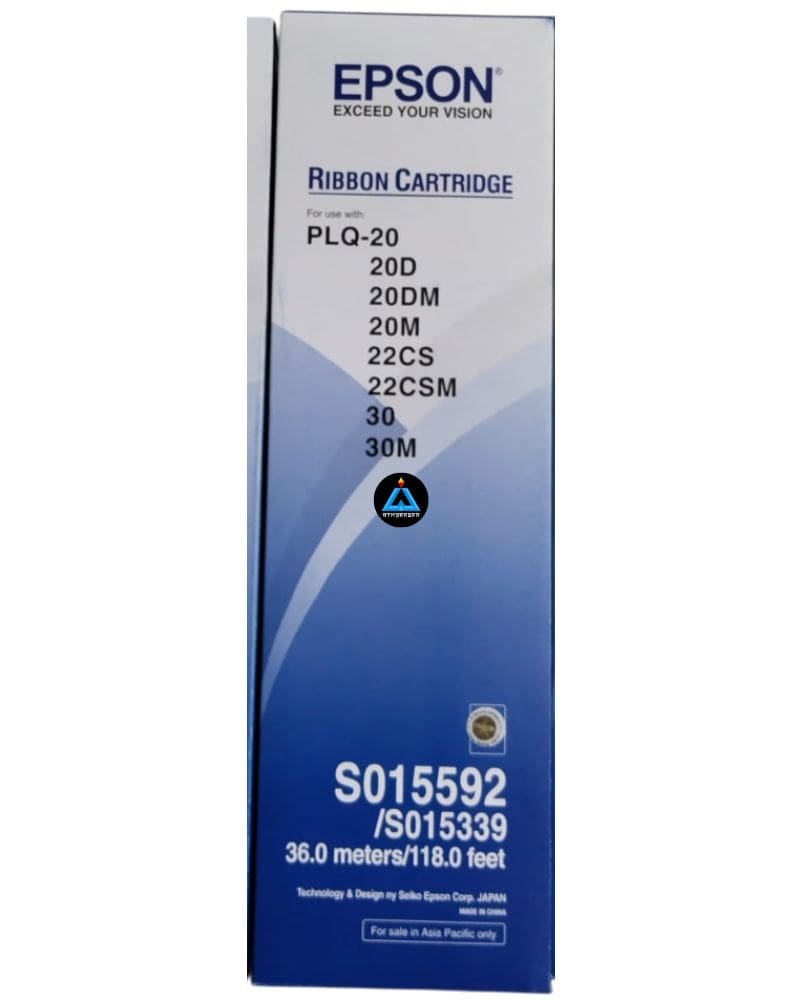 EPSON®
EXCEED YOUR VISION
RIBBON CARTRIDGE
For use with:
PLQ-20
20D
20DM
20M
22CS
22CSM
30
30M
S015592
/S015339
36.0 meters/118.0 feet
Technology & Design ny Seiko Epson Corp. JAPAN
MADE IN CHINA
For sale in Asia Pacific only